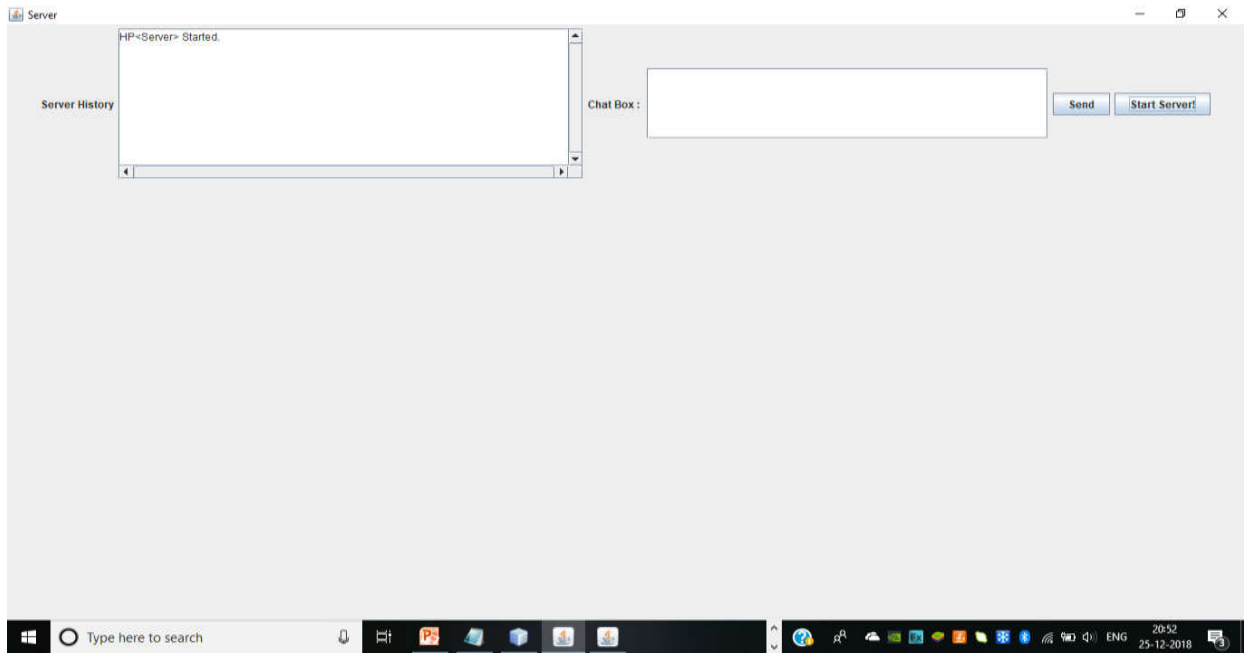 Server
HP<Server> Started.
Server History
Chat Box :
Send
Start Server!
Type here to search
ENG
20:52
25-12-2018